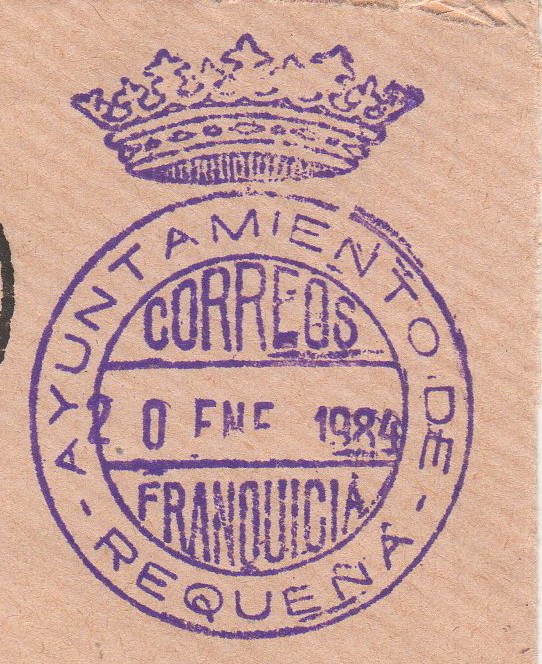 AYUNTAMIENTO DE
CORREOS
20 ENE 1984
FRANQUICIA
- REQUENA -